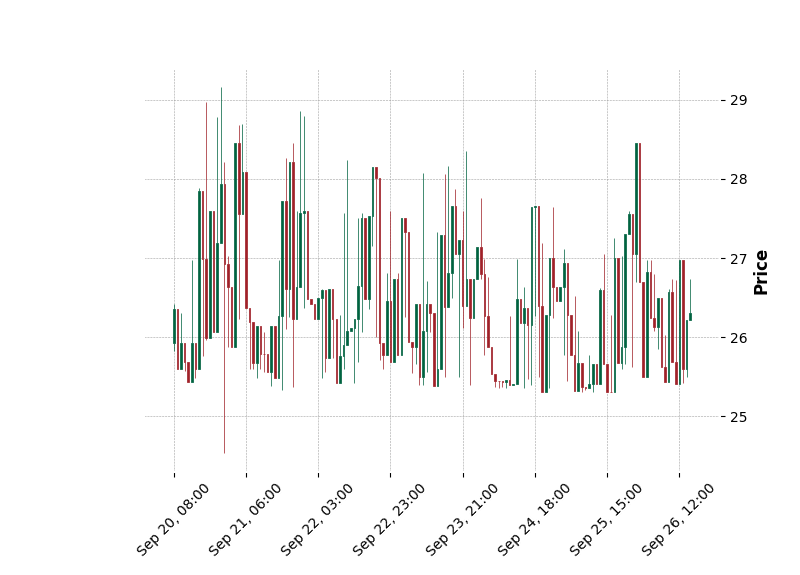 29
28
27
26
25
Price
Sep 20, 08:00
Sep 21, 06:00
Sep 22, 03:00
Sep 22, 23:00
Sep 23, 21:00
Sep 24, 18:00
Sep 25, 15:00
Sep 26, 12:00